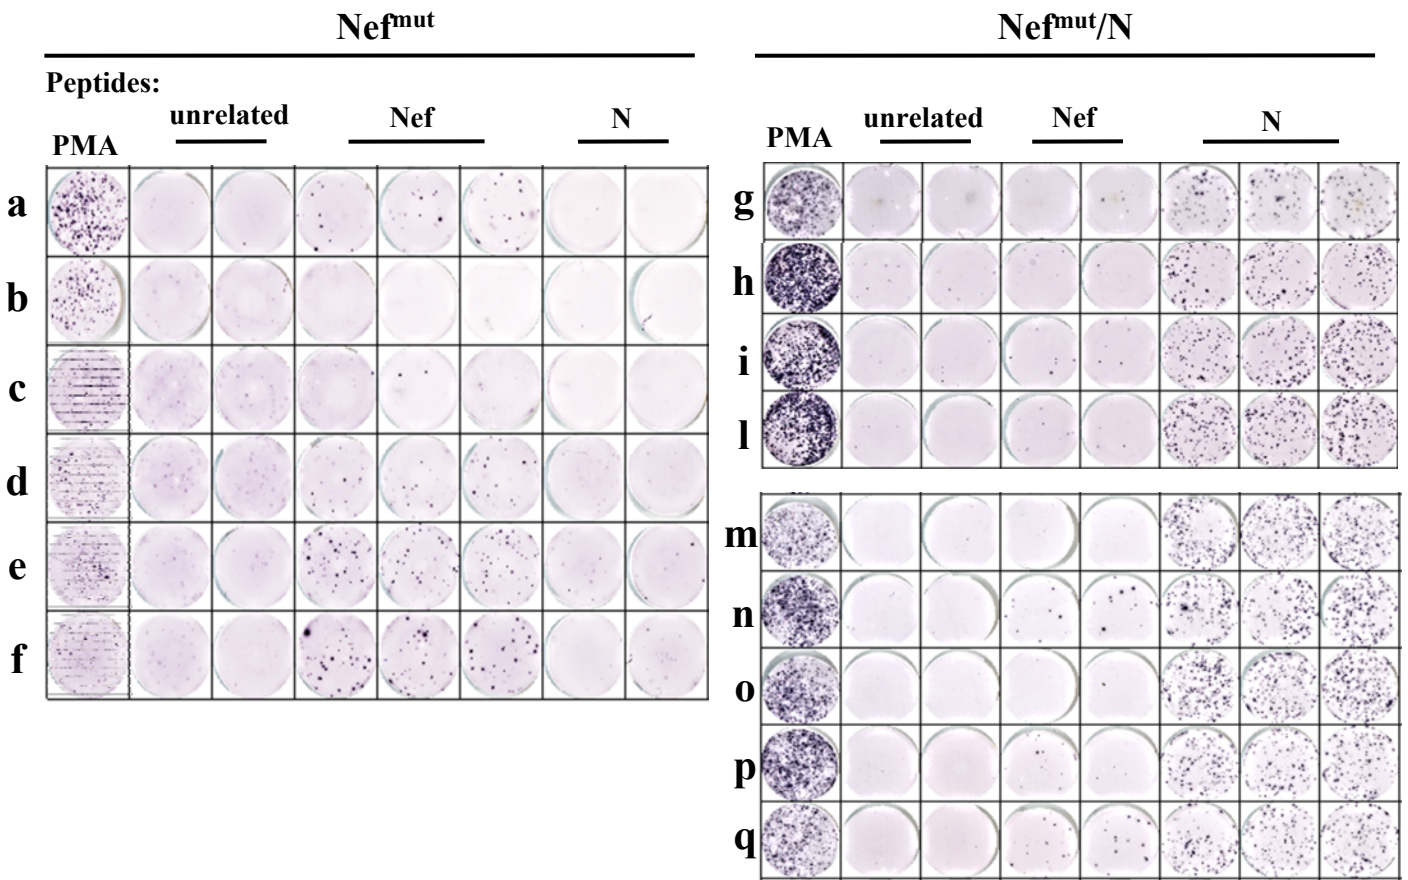 Nefmut
Peptides:
PMA
unrelated
Nef
N
a
b
c
d
e
f
Nefmut/N
PMA
unrelated
Nef
N
g
h
i
l
m
n
o
p
q